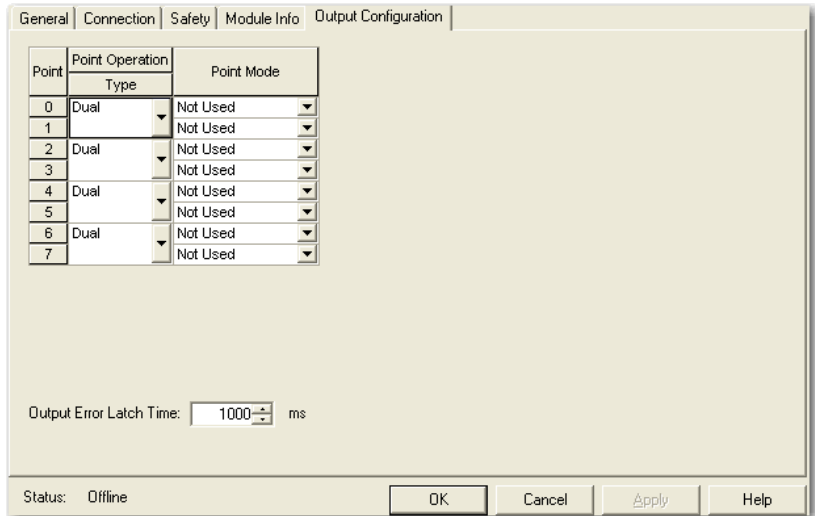 General Connection Safety Module Info Output Configuration
Point Point Operation Point Mode
Type
0 Dual Not Used
1 Not Used
2 Dual Not Used
3 Not Used
4 Dual Not Used
5 Not Used
6 Dual Not Used
7 Not Used
Output Error Latch Time: 1000 ms
Status: Offline OK Cancel Apply Help